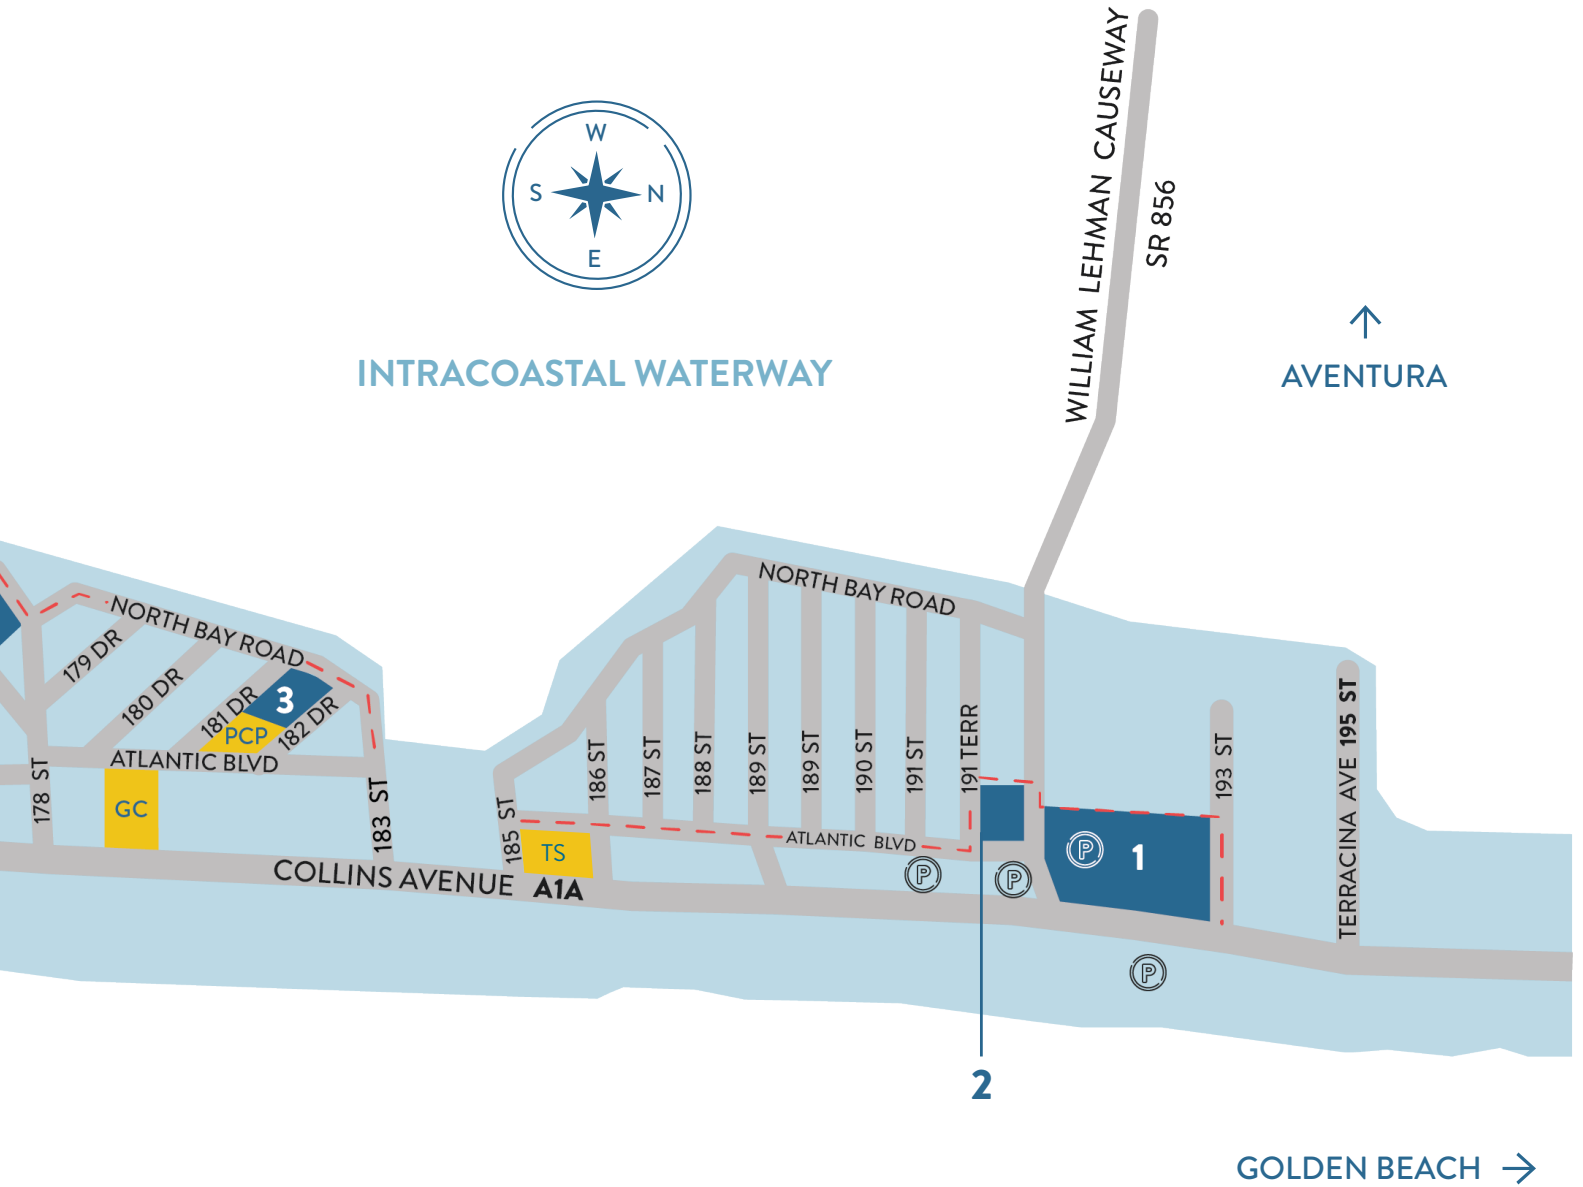 WILLIAM LEHMAN CAUSEWAY
SR 856
W
S
N
E
INTRACOASTAL WATERWAY
AVENTURA
NORTH BAY ROAD
NORTH BAY ROAD
179 DR
180 DR
181 DR
3
182 DR
PCP
ATLANTIC BLVD
178 ST
GC
183 ST
185 ST
TS
186 ST
187 ST
188 ST
189 ST
189 ST
190 ST
191 ST
191 TERR
193 ST
TERRACINA AVE 195 ST
ATLANTIC BLVD
COLLINS AVENUE
A1A
P
P
P
1
P
2
GOLDEN BEACH